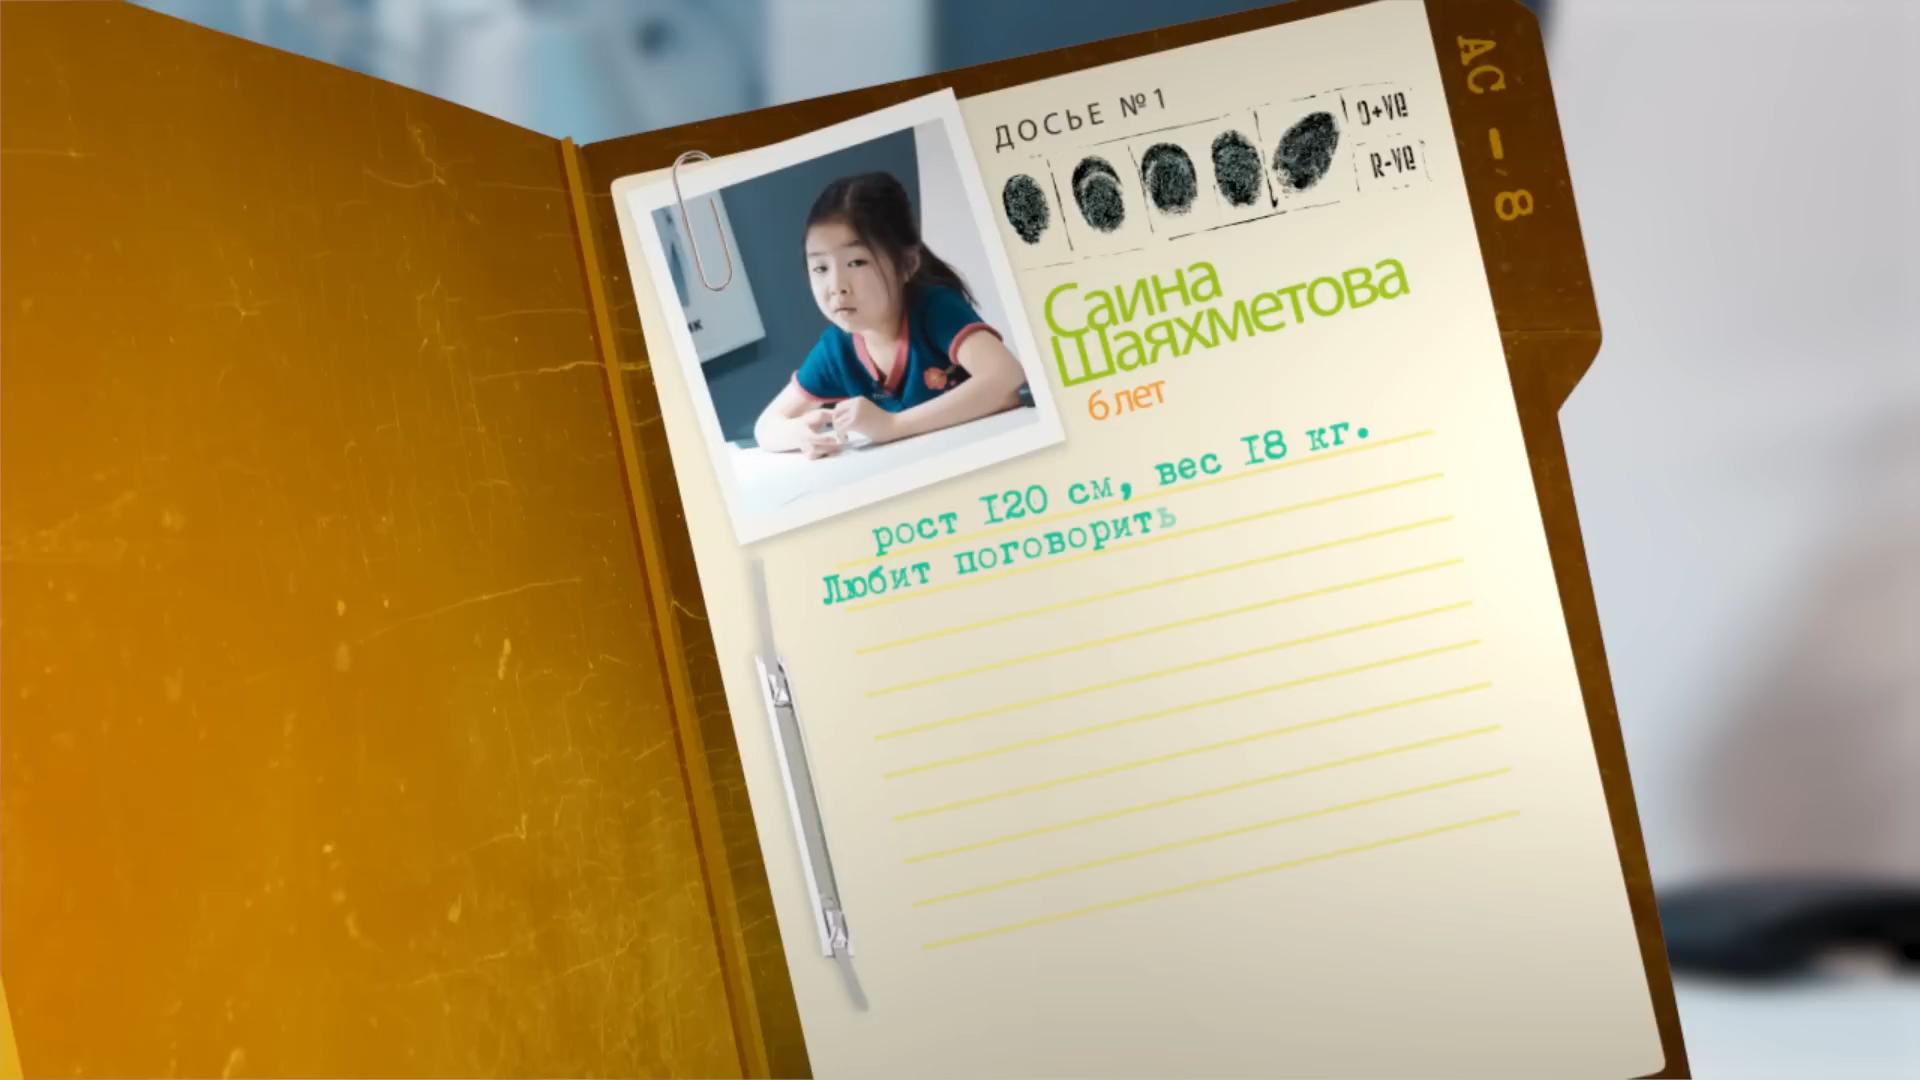 ДОСЬЕ №1
O+VE
R-VE
АС - 8
Саина
Шаяхметова
6 лет
рост 120 см, вес 18 кг.
Любит поговорить